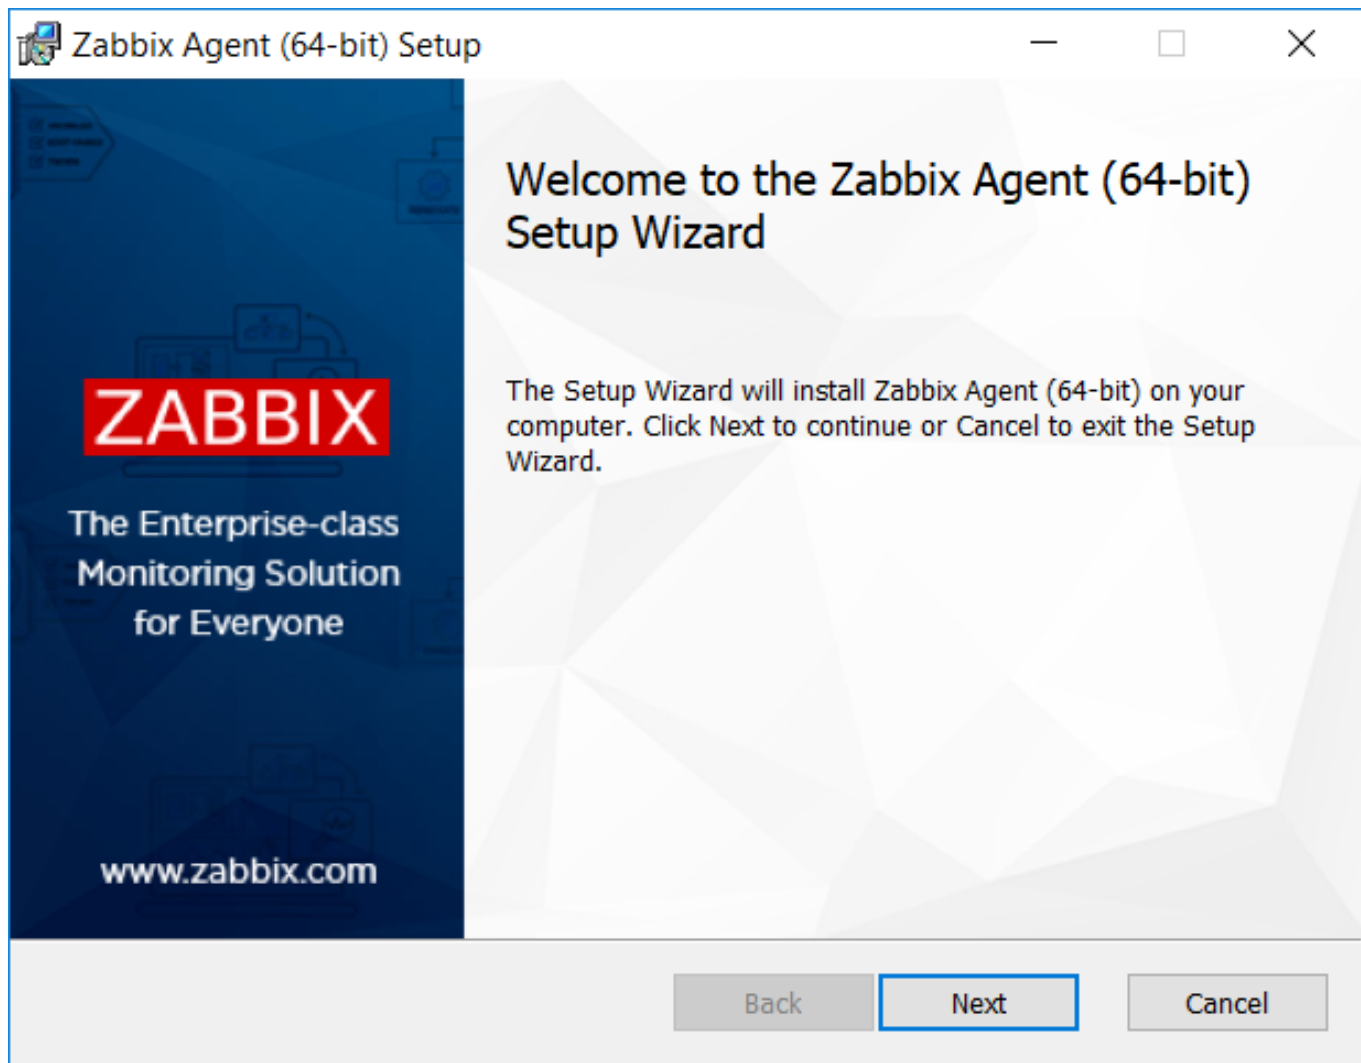 Zabbix Agent (64-bit) Setup
Welcome to the Zabbix Agent (64-bit)
Setup Wizard
The Setup Wizard will install Zabbix Agent (64-bit) on your
computer. Click Next to continue or Cancel to exit the Setup
Wizard.
ZABBIX
The Enterprise-class
Monitoring Solution
for Everyone
www.zabbix.com
Back
Next
Cancel